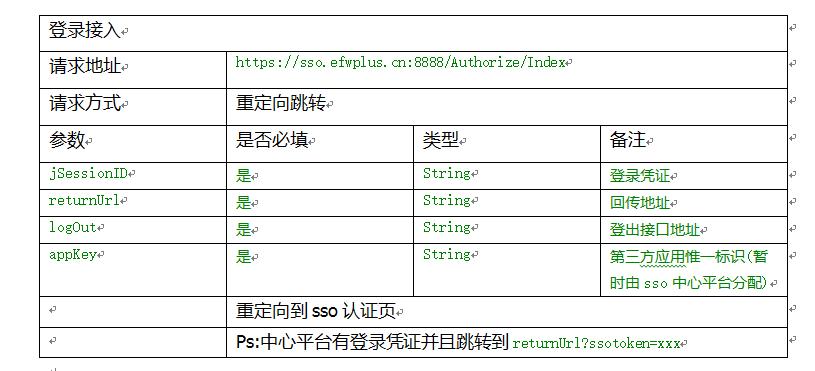 登录接入
请求地址 https://sso.efwplus.cn:8888/Authorize/Index
请求方式 重定向跳转
参数 是否必填 类型 备注
jSessionID 是 String 登录凭证
returnUrl 是 String 回传地址
logOut 是 String 登出接口地址
appKey 是 String 第三方应用惟一标识(暂
时由 sso 中心平台分配)
重定向到 sso 认证页
Ps:中心平台有登录凭证并且跳转到 returnUrl?ssotoken=xxx